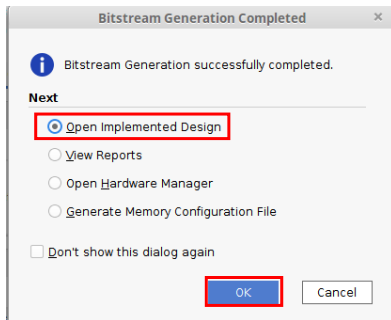 Bitstream Generation Completed ×
Bitstream Generation successfully completed.
Next
Open Implemented Design
View Reports
Open Hardware Manager
Generate Memory Configuration File
Don't show this dialog again
OK Cancel